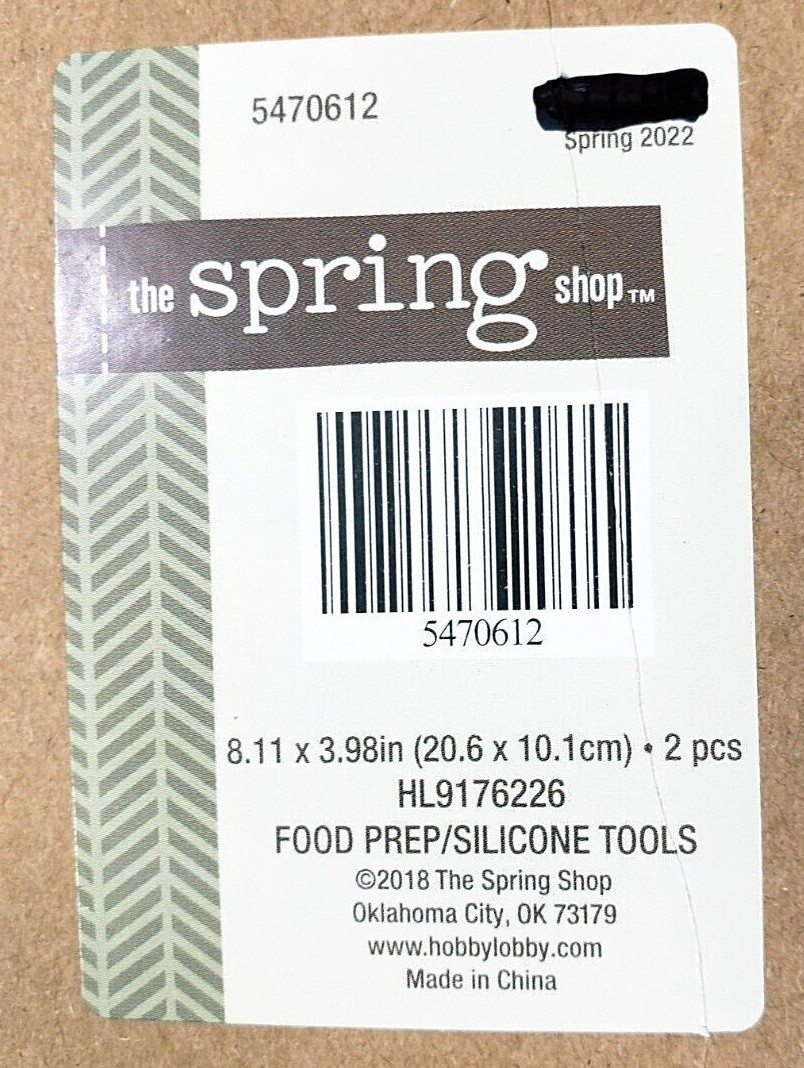 5470612
Spring 2022
the spring shop™
5470612
8.11 x 3.98in (20.6 x 10.1cm) • 2 pcs
HL9176226
FOOD PREP/SILICONE TOOLS
©2018 The Spring Shop
Oklahoma City, OK 73179
www.hobbylobby.com
Made in China